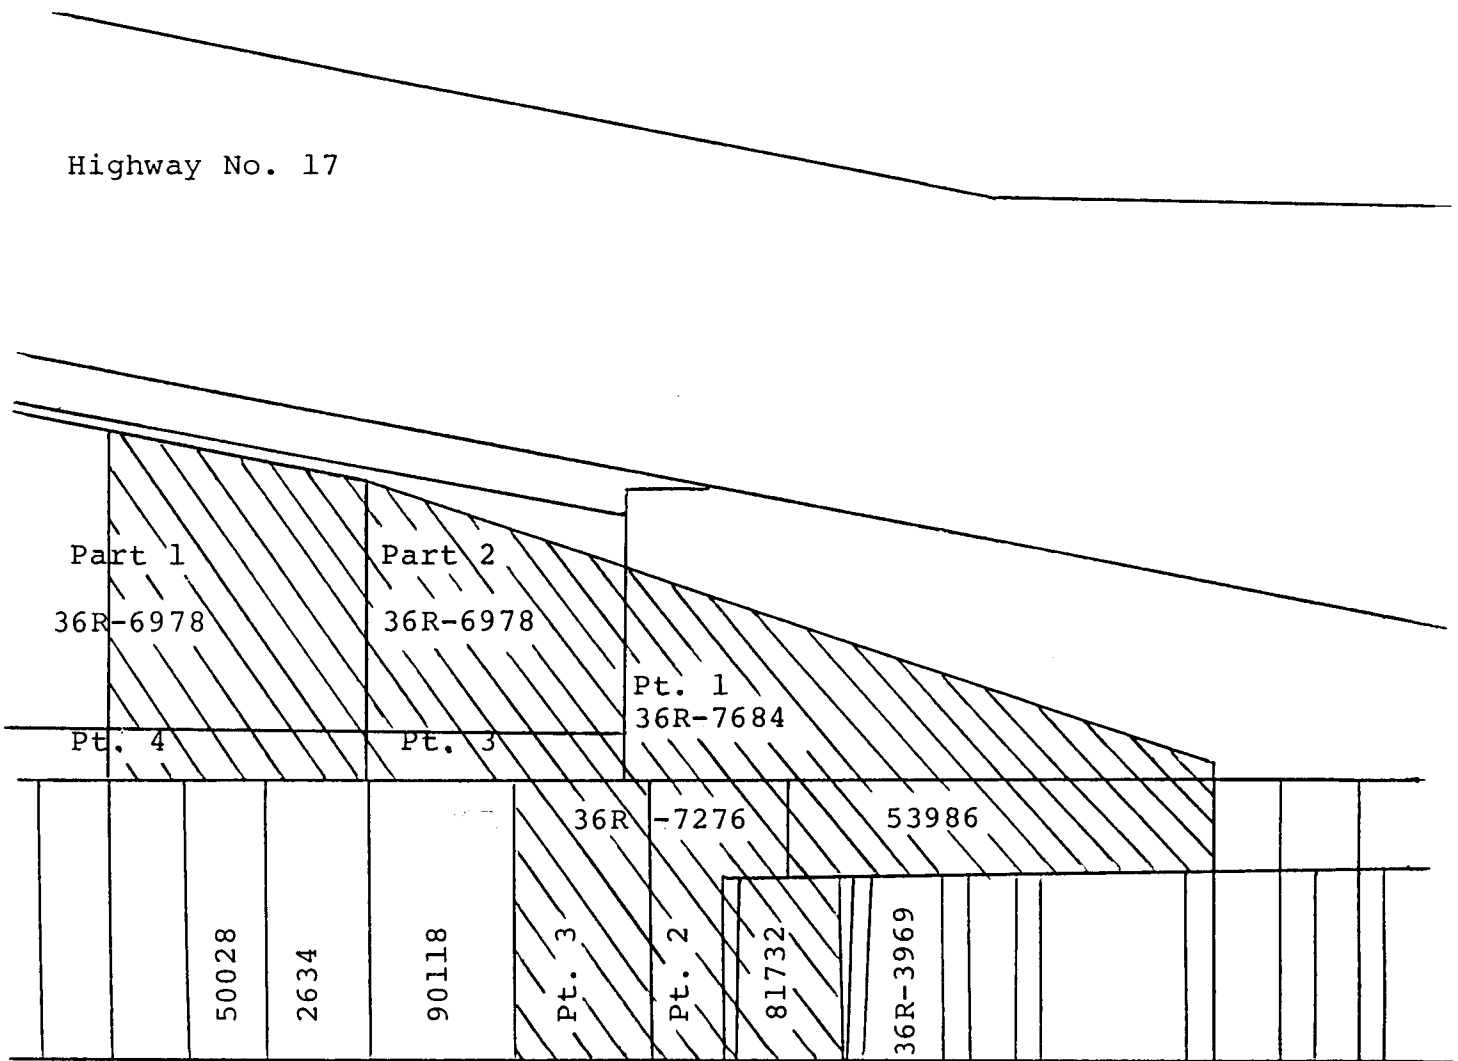 Highway No. 17
Part 1
36R-6978
Part 2
36R-6978
Pt. 1
36R-7684
Pt. 4
Pt. 3
36R -7276
53986
50028
2634
90118
Pt. 3
Pt. 2
81732
36R-3969